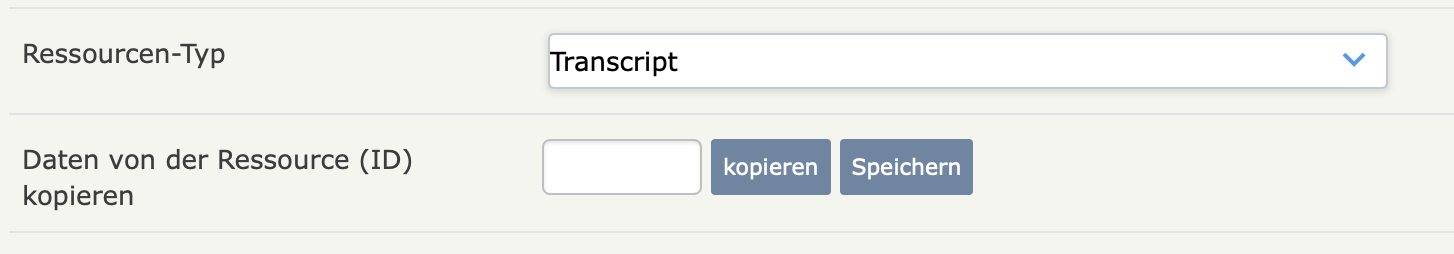 Ressourcen-Typ
Transcript
Daten von der Ressource (ID)
kopieren
kopieren
Speichern